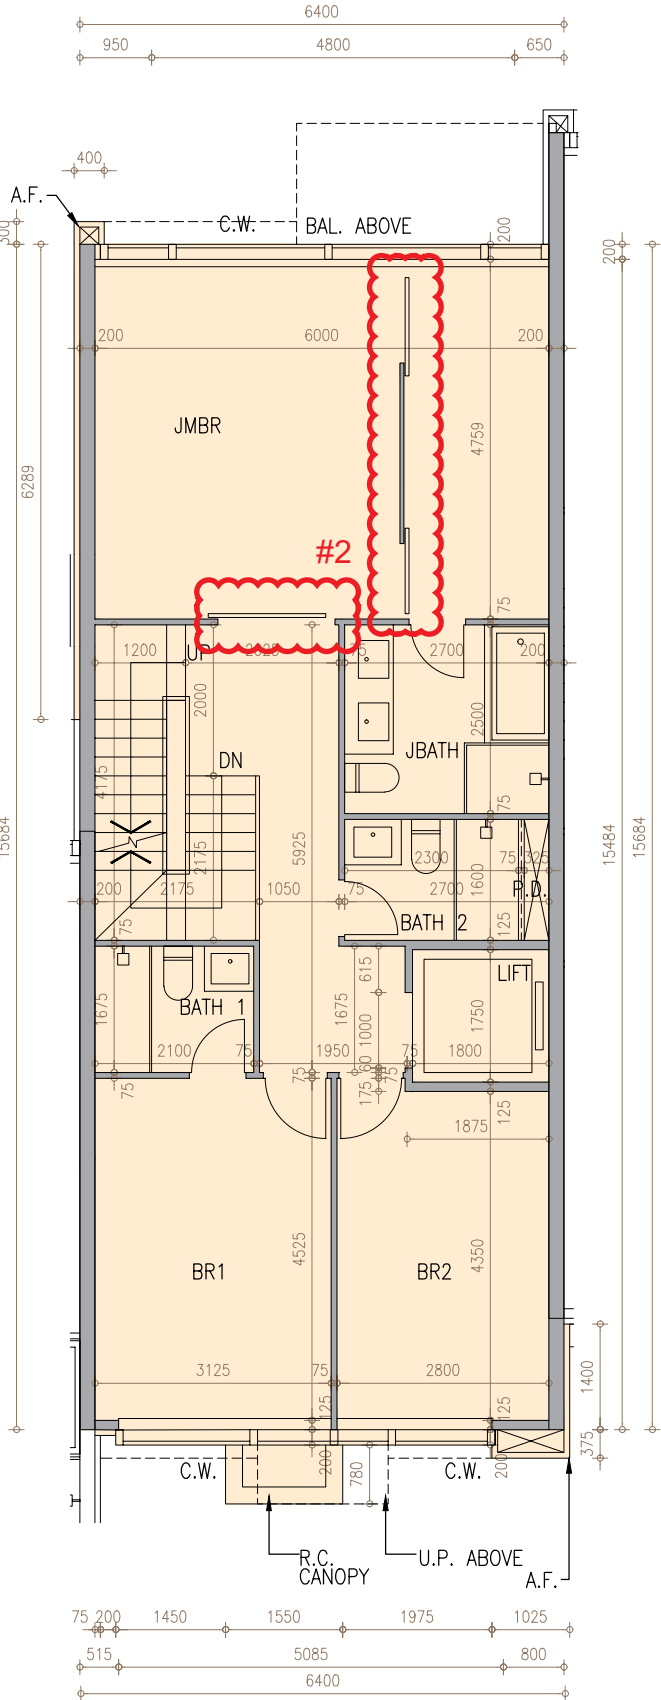 6400
950 4800 650
400
A.F.
C.W. BAL. ABOVE
200
300
200
200 6000 200
JMBR
4759
6289
#2
75
1200 UP 2025 75 2700 200
2000
2500
DN
JBATH
4175
75
15684
5925
15484
15684
2175
2300 75 325
1600
P.D.
200 2175 1050 75 2700
75
BATH 2
125
615
LIFT
1675
BATH 1
1675
1000
1750
2100 75 1950 75 1800
60
75
75
75
175
125
1875
4525
4350
BR1 BR2
3125 75 2800
1400
125
125
375
200
200
C.W. 780 C.W.
R.C.
CANOPY
U.P. ABOVE
A.F.
75 200 1450 1550 1975 1025
515 5085 800
6400